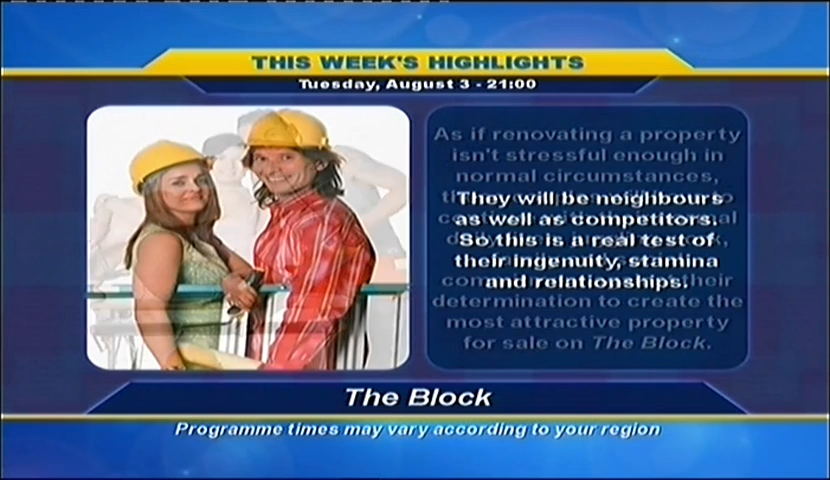 THIS WEEK'S HIGHLIGHTS
Tuesday, August 3 - 21:00
As if renovating a property
isn't stressful enough in
normal circumstances,
They will be neighbours
as well as competitors.
So this is a real test of
their ingenuity, stamina
and relationships.
their
determination to create the
most attractive property
for sale on The Block.
The Block
Programme times may vary according to your region